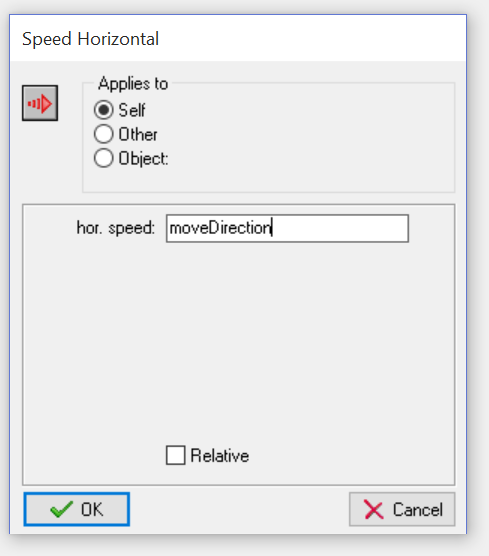 Speed Horizontal
Applies to
Self
Other
Object:
hor. speed: moveDirection
Relative
OK Cancel